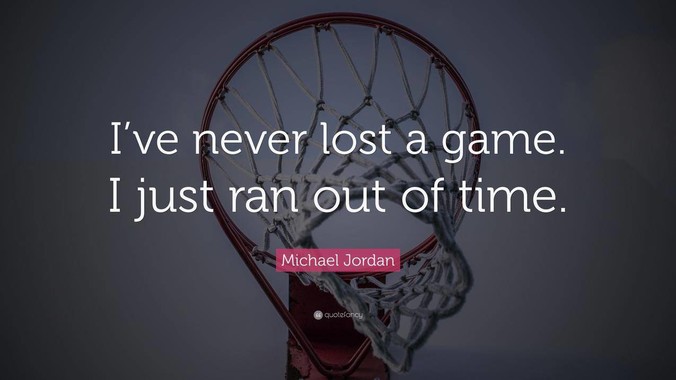 I’ve never lost a game.
I just ran out of time.
Michael Jordan
quotefancy